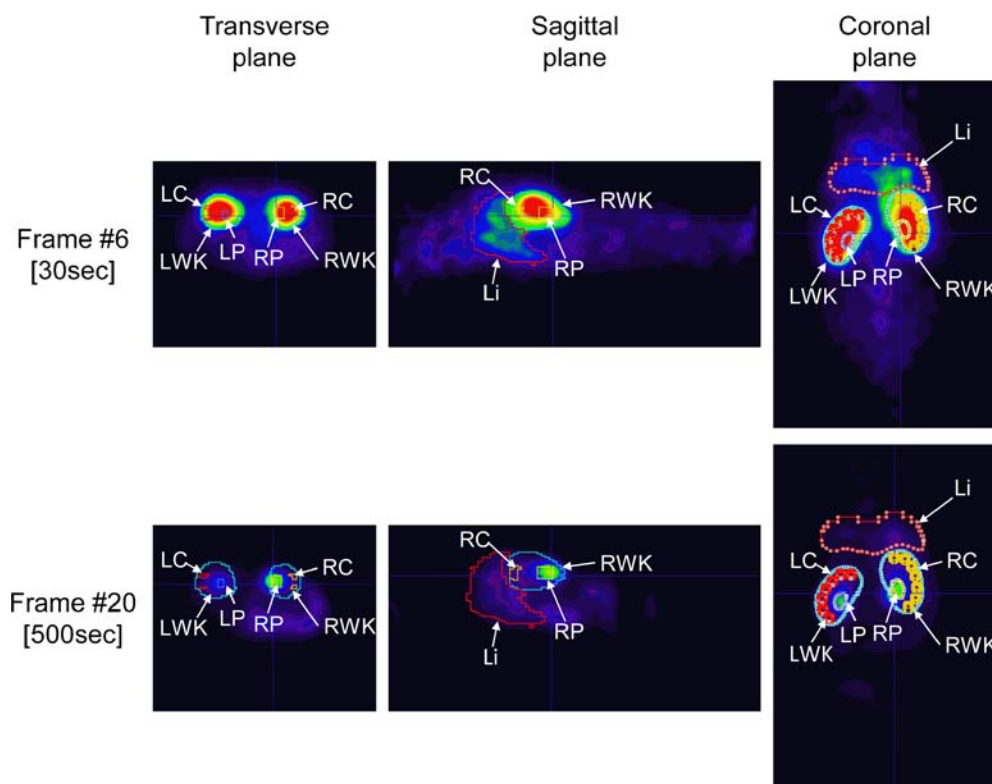 Transverse
plane
Sagittal
plane
Coronal
plane
Frame #6
[30sec]
LC
RC
LWK
LP
RP
RWK
RC
RWK
RP
Li
Li
LC
RC
LP
RP
LWK
RWK
Frame #20
[500sec]
LC
RC
LWK
LP
RP
RWK
RC
RWK
RP
Li
Li
LC
RC
LP
RP
LWK
RWK